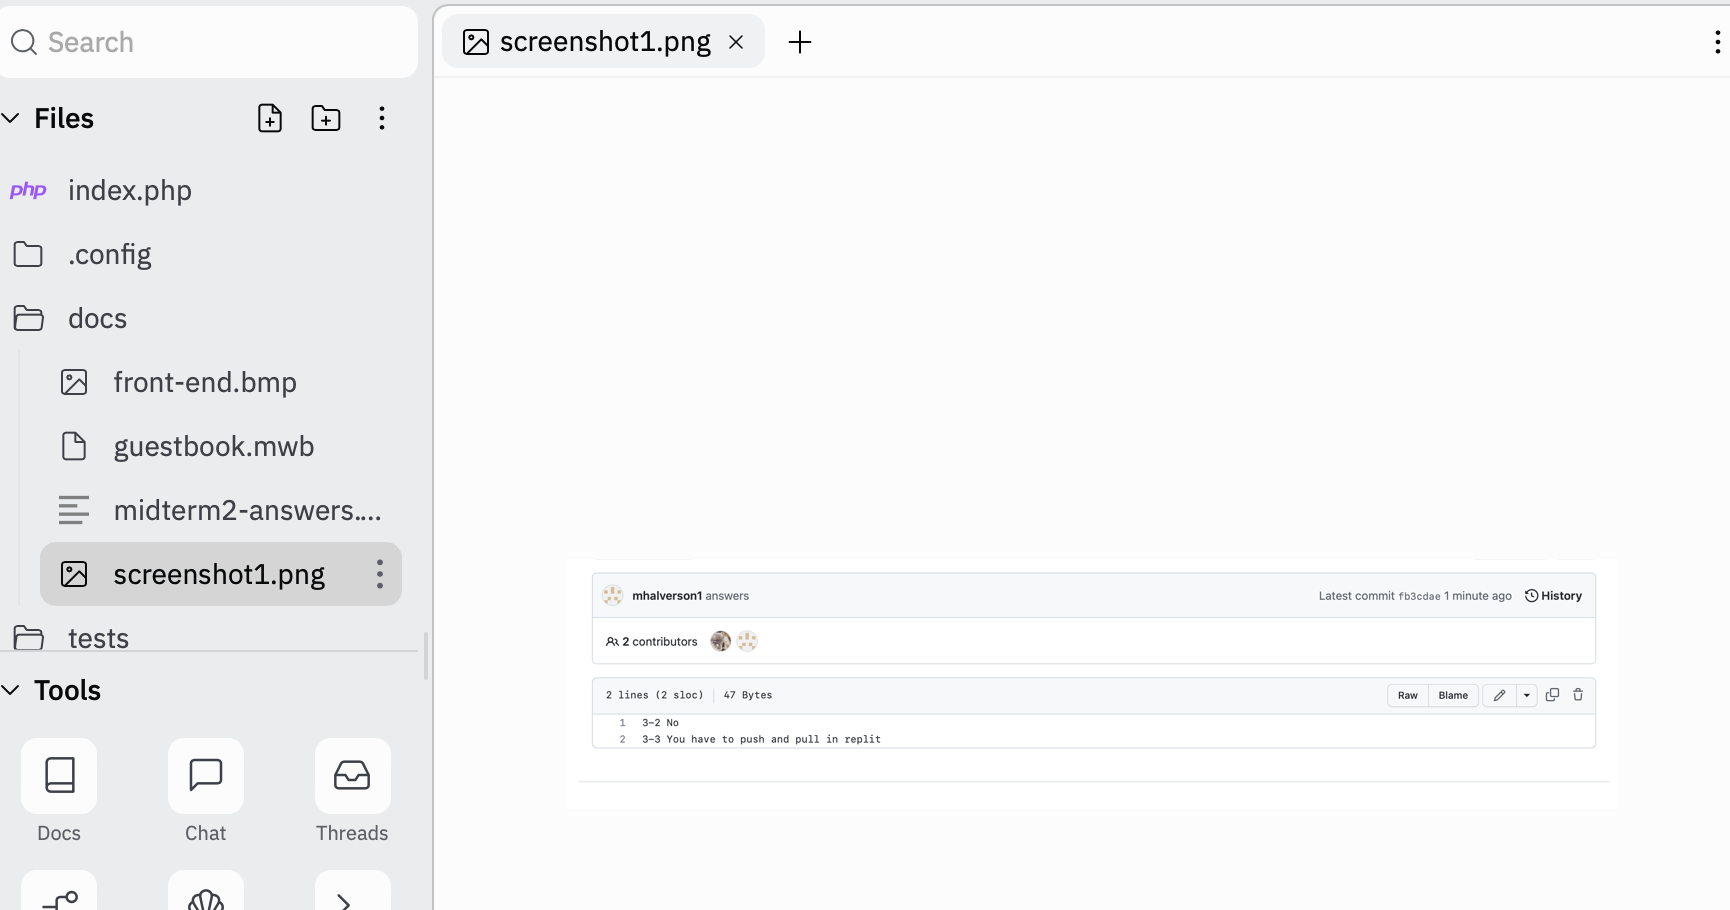 Search
Files
php index.php
.config
docs
front-end.bmp
guestbook.mwb
midterm2-answers....
screenshot1.png
tests
Tools
Docs
Chat
Threads
screenshot1.png
mhalverson1 answers
Latest commit fb3cdae 1 minute ago
History
2 contributors
2 lines (2 sloc)
47 Bytes
Raw
Blame
1 3-2 No
2 3-3 You have to push and pull in replit